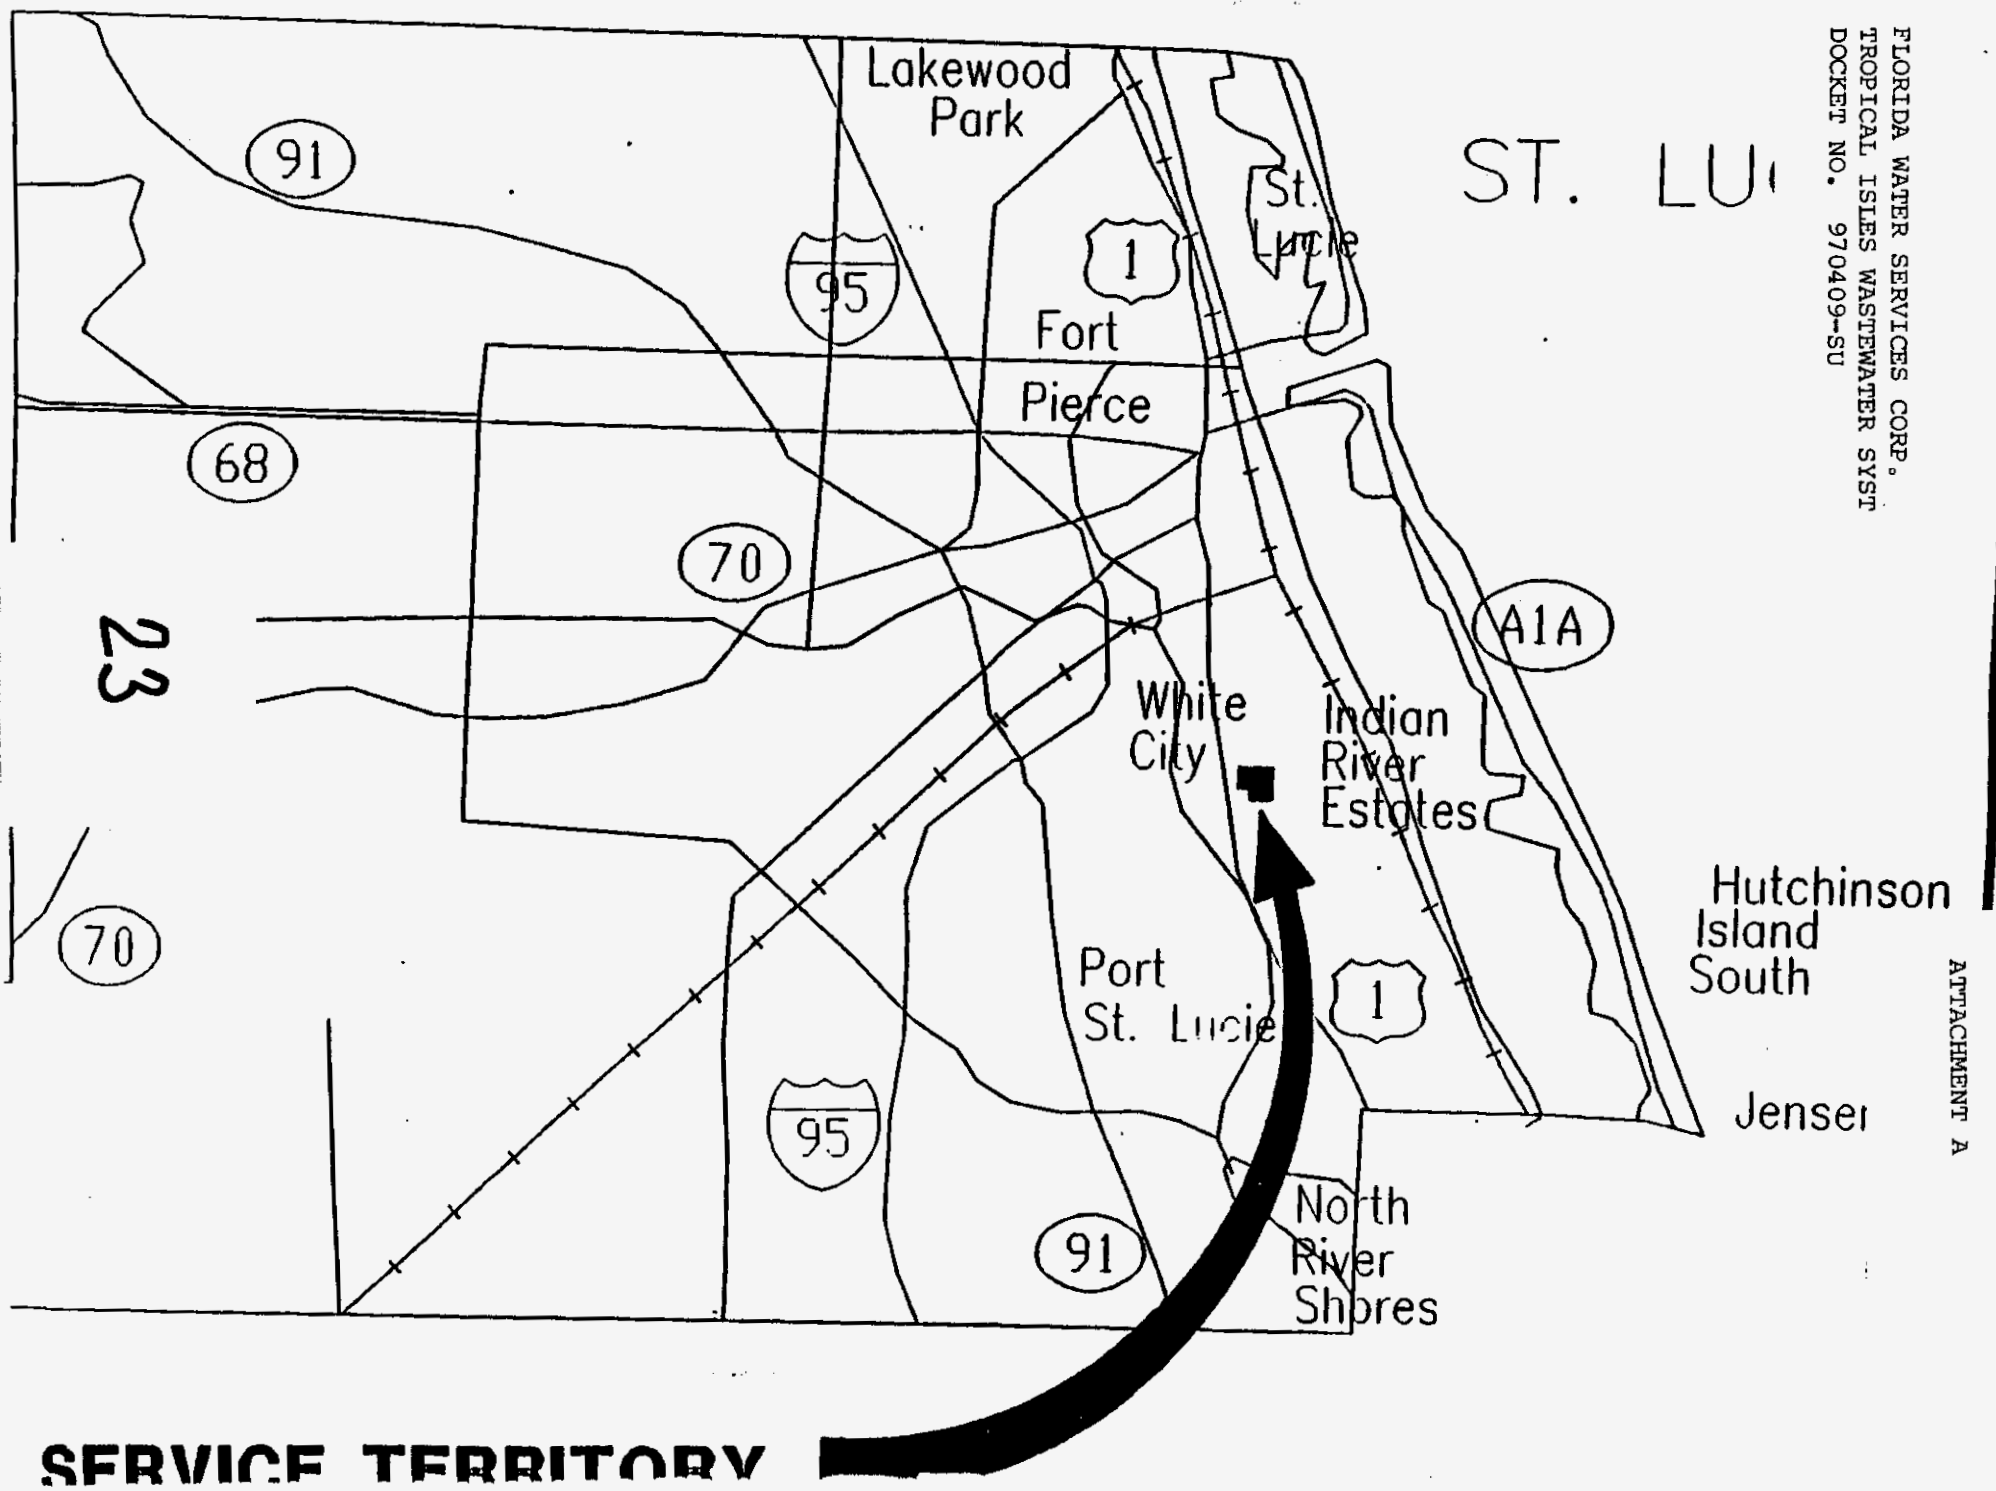 FLORIDA WATER SERVICES CORP.
TROPICAL ISLES WASTEWATER SYST
DOCKET NO. 970409-SU
ATTACHMENT A
ST. LU
Lakewood
Park
91
St.
Lucie
1
95
Fort
Pierce
68
70
A1A
23
White
City
Indian
River
Estates
Hutchinson
Island
South
70
Port
St. Lucie
1
Jensen
95
North
River
Shores
91
SERVICE TERRITORY